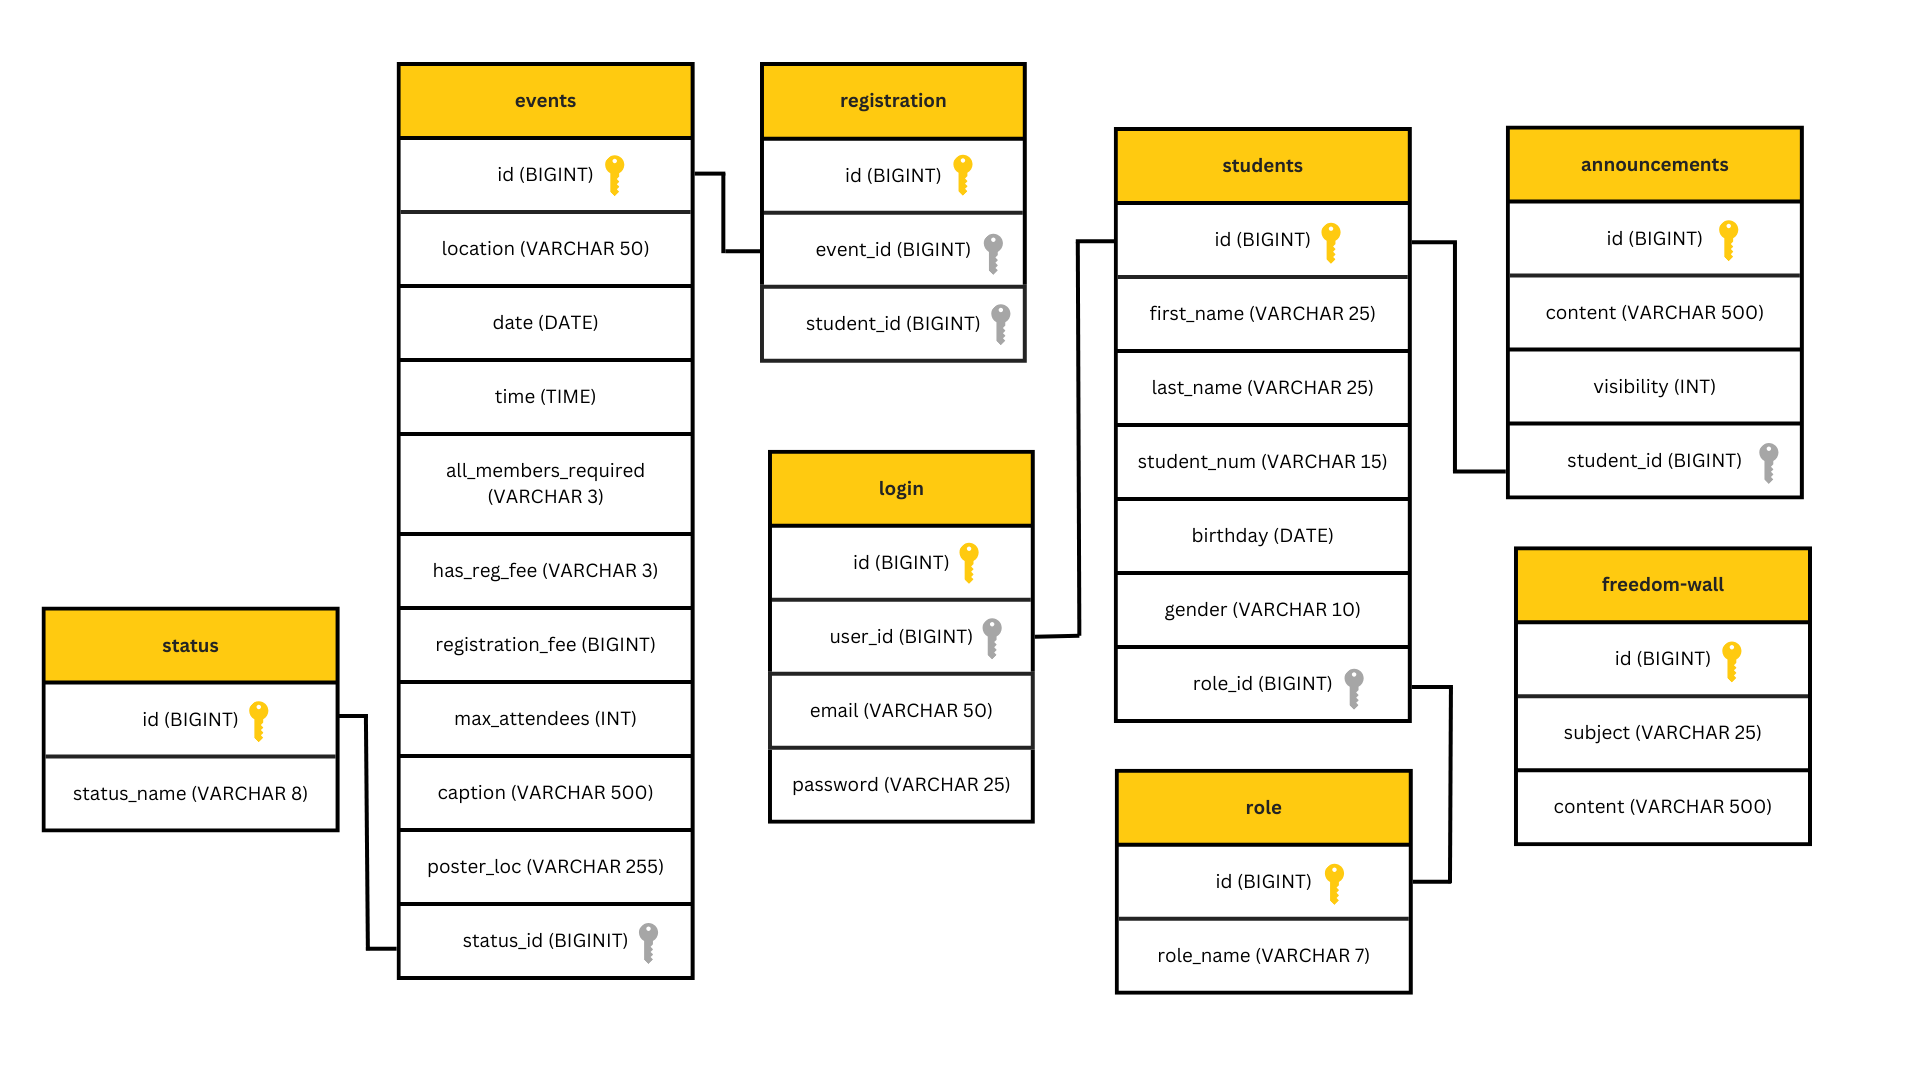 events
id (BIGINT)
location (VARCHAR 50)
date (DATE)
time (TIME)
all_members_required
(VARCHAR 3)
has_reg_fee (VARCHAR 3)
registration_fee (BIGINT)
max_attendees (INT)
caption (VARCHAR 500)
poster_loc (VARCHAR 255)
status_id (BIGINIT)
registration
id (BIGINT)
event_id (BIGINT)
student_id (BIGINT)
students
id (BIGINT)
first_name (VARCHAR 25)
last_name (VARCHAR 25)
student_num (VARCHAR 15)
birthday (DATE)
gender (VARCHAR 10)
role_id (BIGINT)
announcements
id (BIGINT)
content (VARCHAR 500)
visibility (INT)
student_id (BIGINT)
login
id (BIGINT)
user_id (BIGINT)
email (VARCHAR 50)
password (VARCHAR 25)
freedom-wall
id (BIGINT)
subject (VARCHAR 25)
content (VARCHAR 500)
status
id (BIGINT)
status_name (VARCHAR 8)
role
id (BIGINT)
role_name (VARCHAR 7)